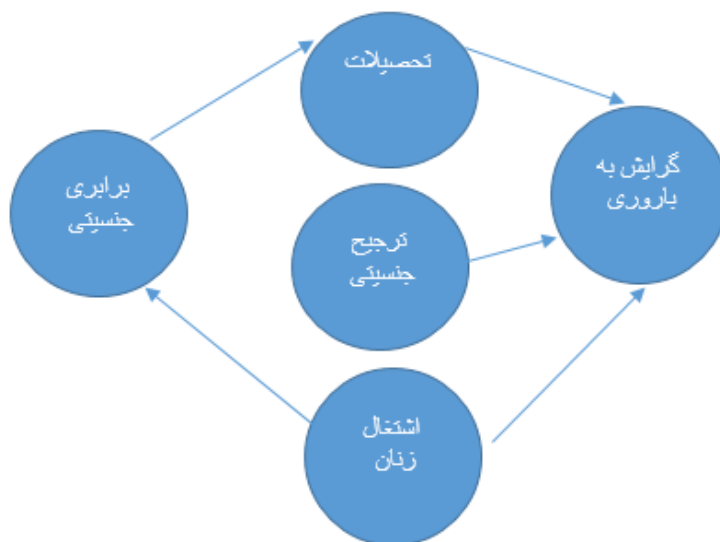 تحصیلات
گرایش به
باروری
برابری
جنسیتی
ترجیح
جنسیتی
اشتغال
زنان